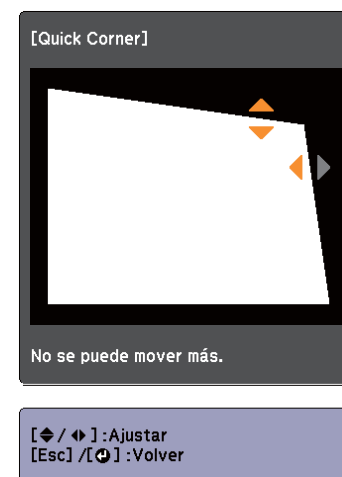 [Quick Corner]
No se puede mover más.
[◆/◆] :Ajustar
[Esc] /[⏎] :Volver